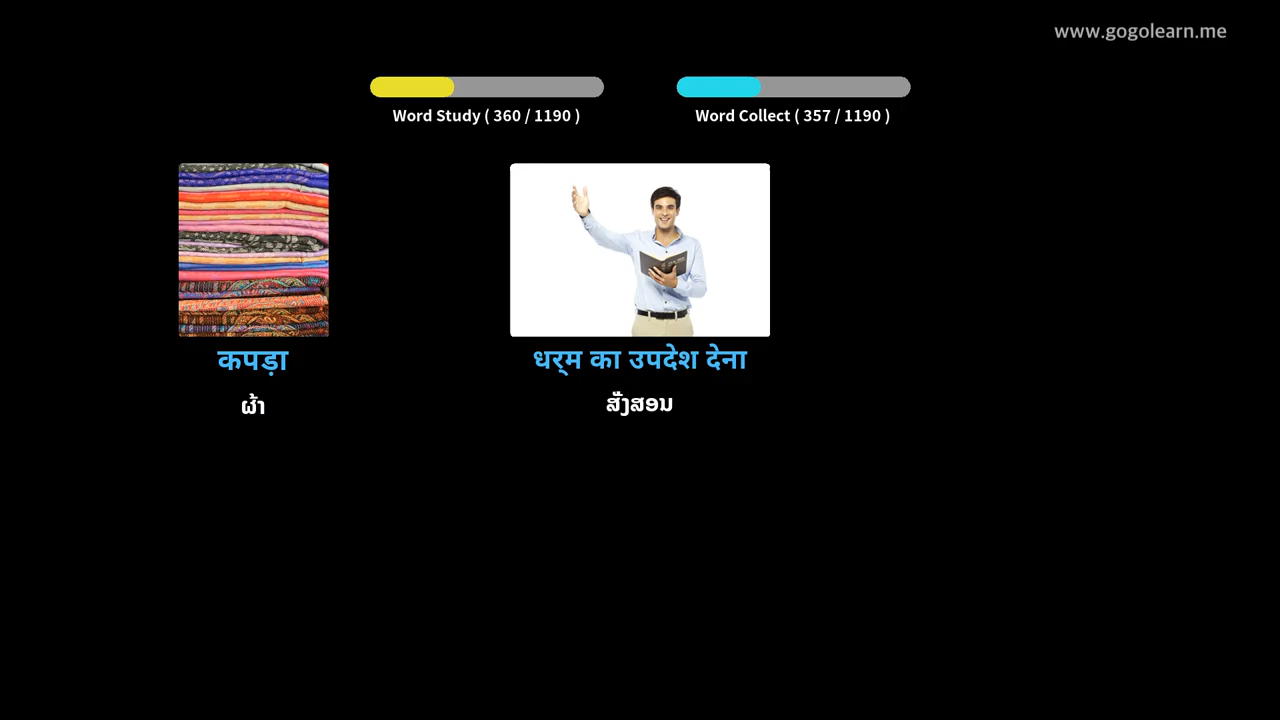 www.gogolearn.me
Word Study ( 360 / 1190 )
Word Collect ( 357 / 1190 )
कपड़ा
ຜ້າ
धर्म का उपदेश देना
ສັ່ງສອນ